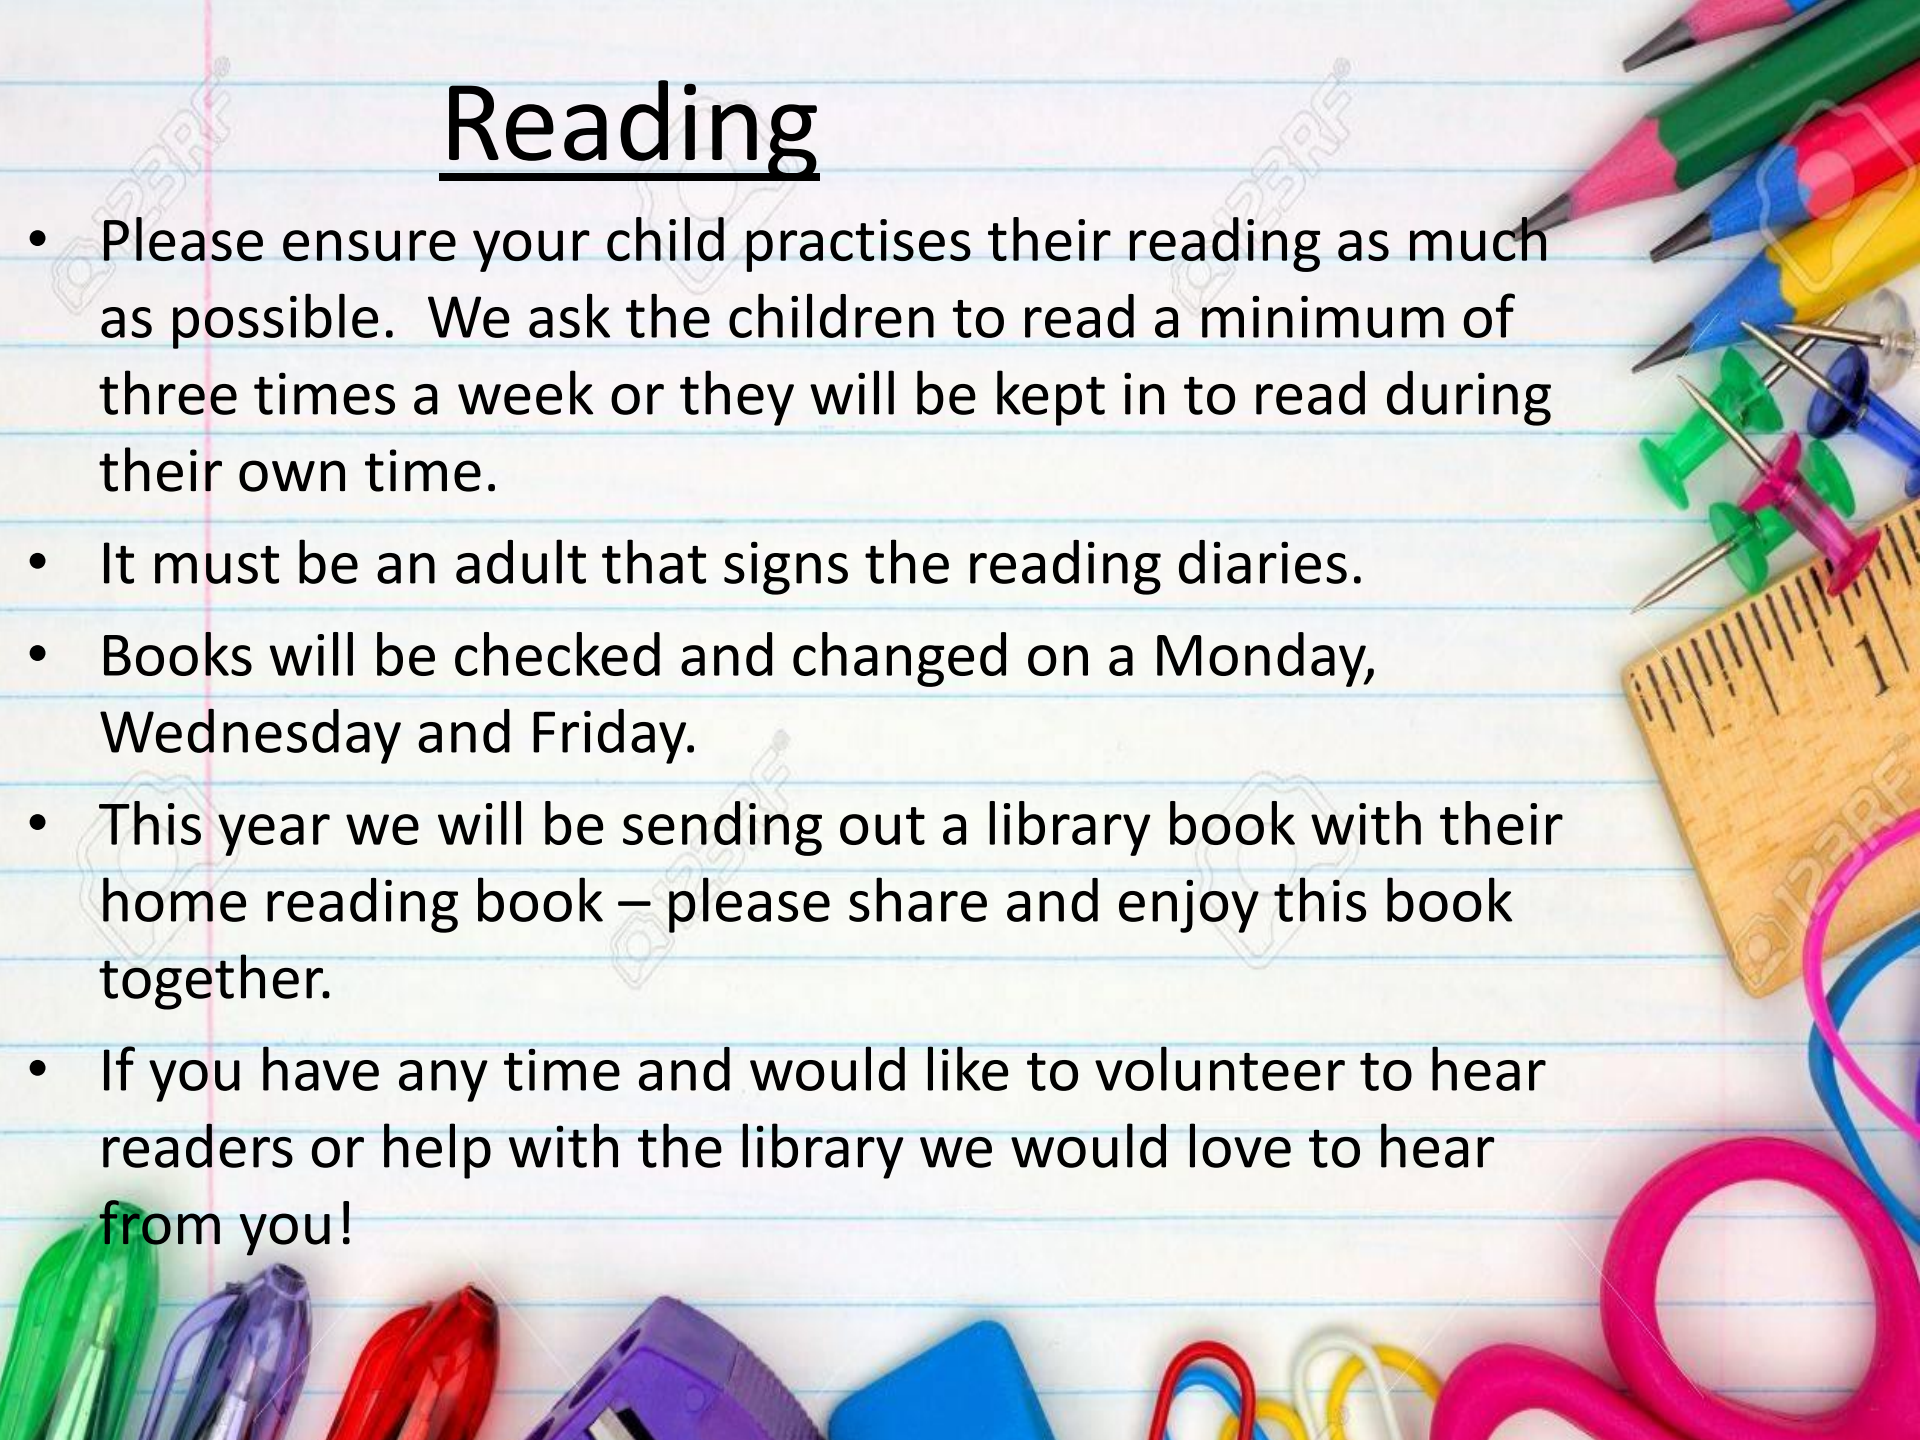 Reading
• Please ensure your child practises their reading as much
as possible.  We ask the children to read a minimum of
three times a week or they will be kept in to read during
their own time.
• It must be an adult that signs the reading diaries.
• Books will be checked and changed on a Monday,
Wednesday and Friday.
• This year we will be sending out a library book with their
home reading book – please share and enjoy this book
together.
• If you have any time and would like to volunteer to hear
readers or help with the library we would love to hear
from you!
1
123RF
123RF
123RF
123RF